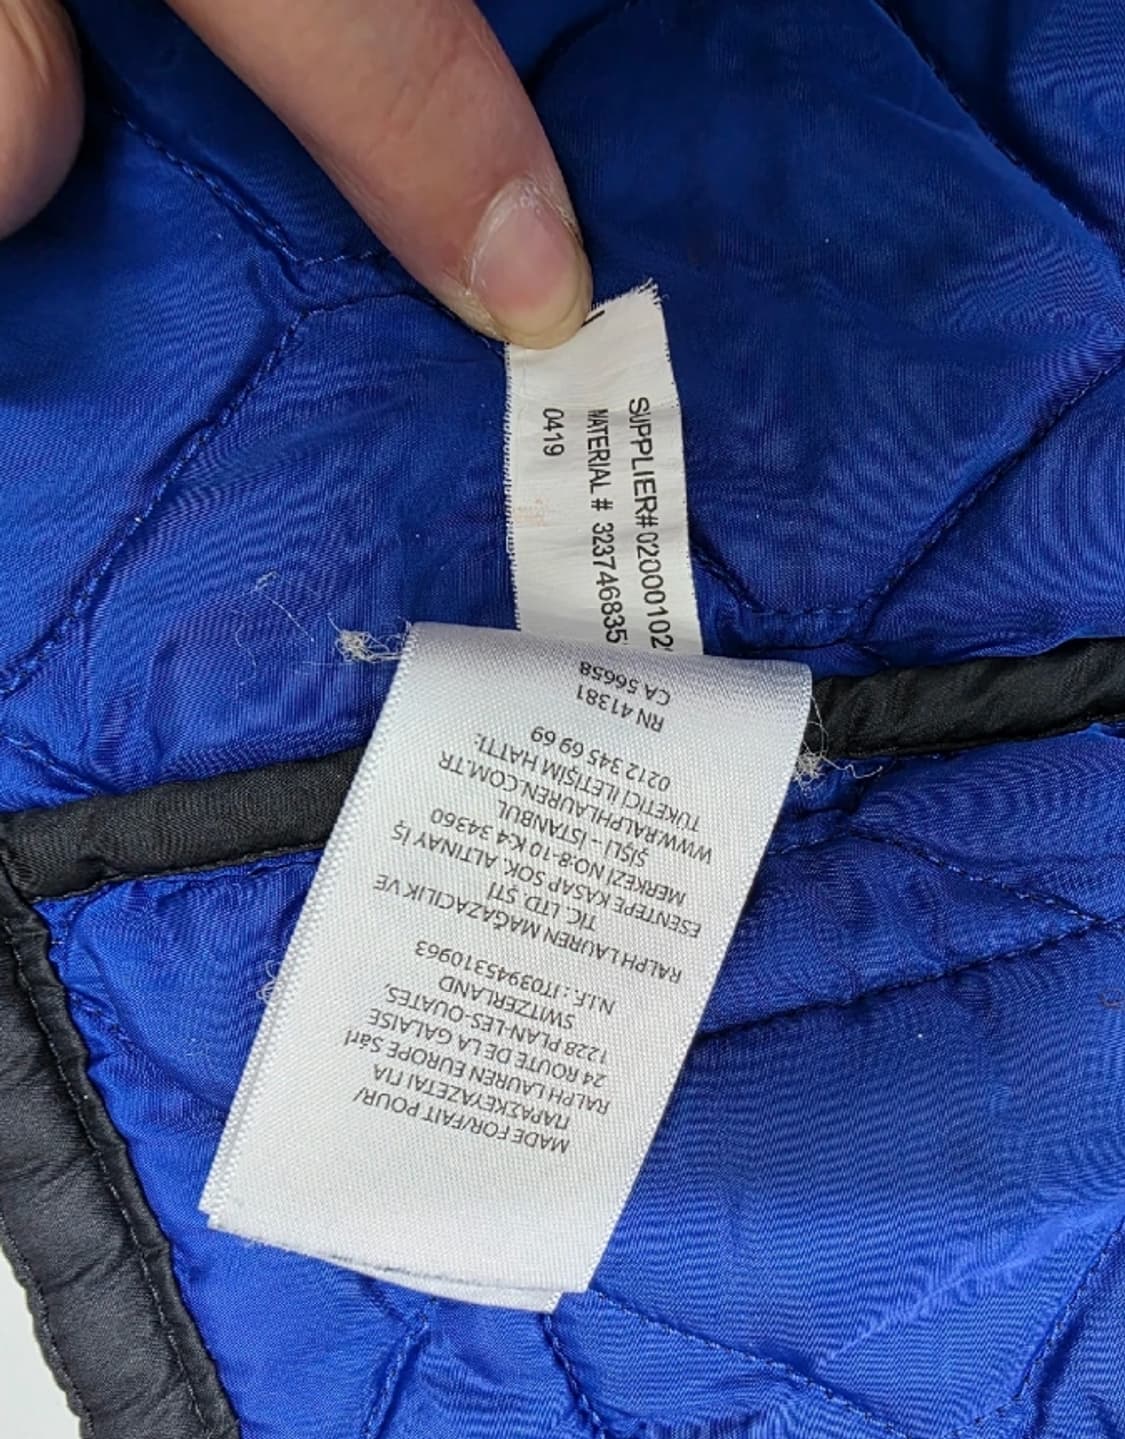 SUPPLIER# 02000102
MATERIAL # 323746835
0419
MADE FOR/FAIT POUR/
ΠΑΡΑΣΚΕΥΑΖΕΤΑΙ ΓΙΑ
RALPH LAUREN EUROPE Sàrl
24 ROUTE DE LA GALAISE
1228 PLAN-LES-OUATES,
SWITZERLAND
N.I.F.: IT03945310963
RALPH LAUREN MAĞAZACILIK VE
TİC LTD. ŞTİ
ESENTEPE KASAP SOK. ALTINAY İŞ
MERKEZİ NO:8-10 K:4 34360
ŞİŞLİ - İSTANBUL
WWW.RALPHLAUREN.COM.TR
TÜKETİCİ İLETİŞİM HATTI:
0212 345 69 69
RN 41381
CA 56658